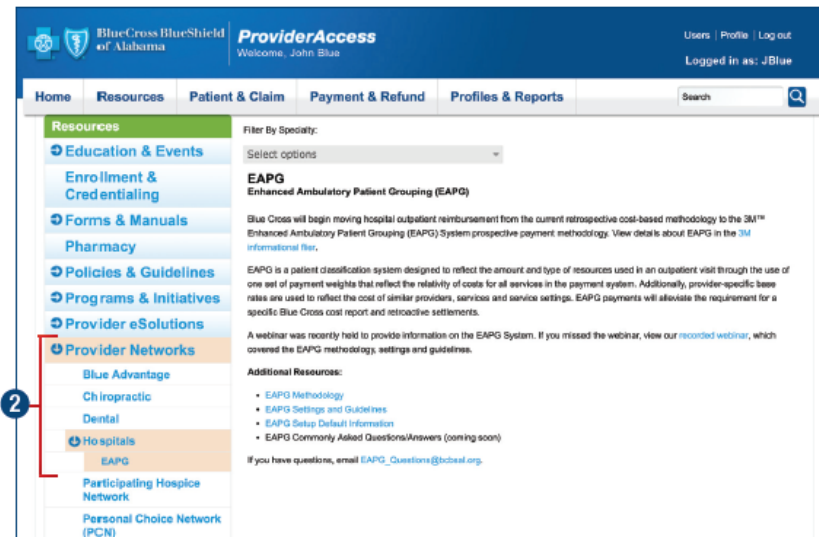 BlueCross BlueShield
of Alabama
ProviderAccess
Welcome, John Blue
Users | Profile | Log out
Logged in as: JBlue
Home Resources Patient & Claim Payment & Refund Profiles & Reports Search
Resources
Education & Events
Enrollment &
Credentialing
Forms & Manuals
Pharmacy
Policies & Guidelines
Programs & Initiatives
Provider eSolutions
Provider Networks
Blue Advantage
Chiropractic
Dental
Hospitals
EAPG
Participating Hospice
Network
Personal Choice Network
(PCN)
2
Filter By Specialty:
Select options
EAPG
Enhanced Ambulatory Patient Grouping (EAPG)
Blue Cross will begin moving hospital outpatient reimbursement from the current retrospective cost-based methodology to the 3M™
Enhanced Ambulatory Patient Grouping (EAPG) System prospective payment methodology. View details about EAPG in the 3M
informational flier.
EAPG is a patient classification system designed to reflect the amount and type of resources used in an outpatient visit through the use of
one set of payment weights that reflect the relativity of costs for all services in the payment system. Additionally, provider-specific base
rates are used to reflect the cost of similar providers, services and service settings. EAPG payments will alleviate the requirement for a
specific Blue Cross cost report and retroactive settlements.
A webinar was recently held to provide information on the EAPG System. If you missed the webinar, view our recorded webinar, which
covered the EAPG methodology, settings and guidelines.
Additional Resources:
• EAPG Methodology
• EAPG Settings and Guidelines
• EAPG Setup Default Information
• EAPG Commonly Asked Questions/Answers (coming soon)
If you have questions, email EAPG_Questions@bcbsal.org.